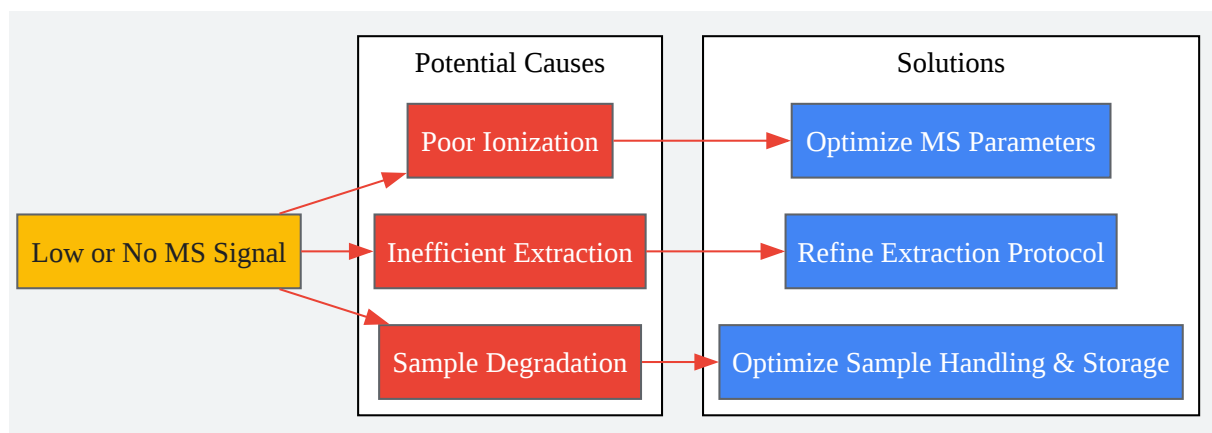 Potential Causes
Solutions
Poor Ionization
Optimize MS Parameters
Low or No MS Signal
Inefficient Extraction
Refine Extraction Protocol
Sample Degradation
Optimize Sample Handling & Storage